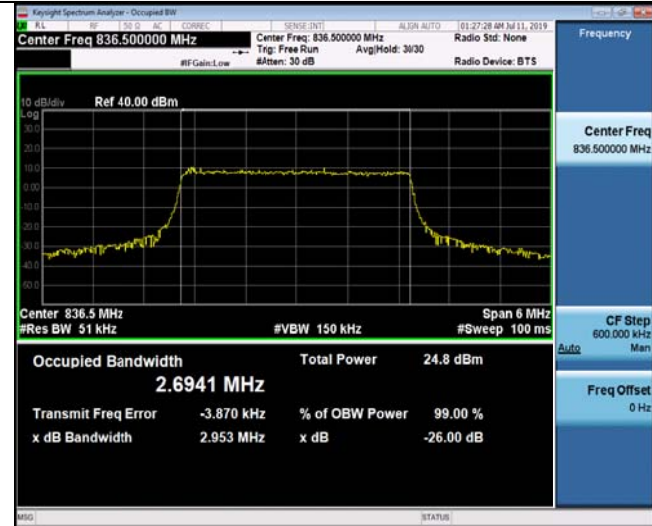 Keysight Spectrum Analyzer - Occupied BW
RL RF 50 Ω AC CORREC SENSE:INT ALIGN AUTO 01:27:28 AM Jul 11, 2019
Center Freq 836.500000 MHz
Center Freq: 836.500000 MHz
Radio Std: None
Trig: Free Run Avg|Hold: 30/30
#IFGain:Low #Atten: 30 dB
Radio Device: BTS
Frequency
10 dB/div Ref 40.00 dBm
Log
30.0
20.0
10.0
0.00
-10.0
-20.0
-30.0
-40.0
-50.0
Center Freq
836.500000 MHz
Center 836.5 MHz Span 6 MHz
#Res BW 51 kHz #VBW 150 kHz #Sweep 100 ms
CF Step
600.000 kHz
Auto Man
Occupied Bandwidth Total Power 24.8 dBm
2.6941 MHz
Transmit Freq Error -3.870 kHz % of OBW Power 99.00 %
x dB Bandwidth 2.953 MHz x dB -26.00 dB
Freq Offset
0 Hz
MSG STATUS